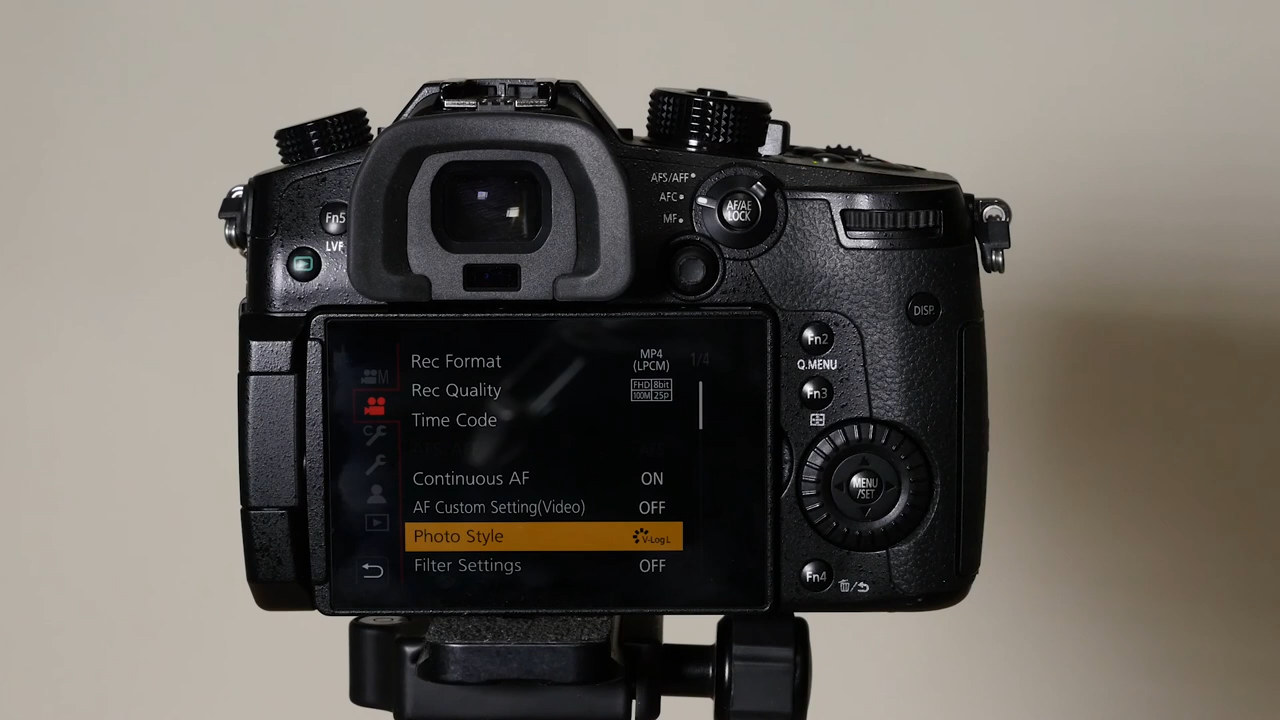 AFS/AFF
AFC
MF
AF/AE
LOCK
Fn5
LVF
DISP.
Fn2
Q.MENU
Fn3
MENU
/SET
Fn4
1/4
Rec Format MP4 (LPCM)
Rec Quality FHD 8bit 100M 25p
Time Code
Continuous AF ON
AF Custom Setting(Video) OFF
Photo Style V-Log L
Filter Settings OFF
M
C